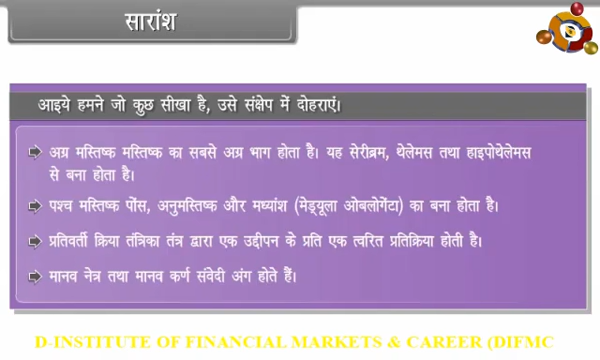 सारांश
आइये हमने जो कुछ सीखा है, उसे संक्षेप में दोहराएं।
अग्र मस्तिष्क मस्तिष्क का सबसे अग्र भाग होता है। यह सेरीब्रम, थेलेमस तथा हाइपोथेलेमस
से बना होता है।
पश्च मस्तिष्क पोंस, अनुमस्तिष्क और मध्यांश (मेड्यूला ओबलोगेंटा) का बना होता है।
प्रतिवर्ती क्रिया तंत्रिका तंत्र द्वारा एक उद्दीपन के प्रति एक त्वरित प्रतिक्रिया होती है।
मानव नेत्र तथा मानव कर्ण संवेदी अंग होते हैं।
D-INSTITUTE OF FINANCIAL MARKETS & CAREER (DIFMC